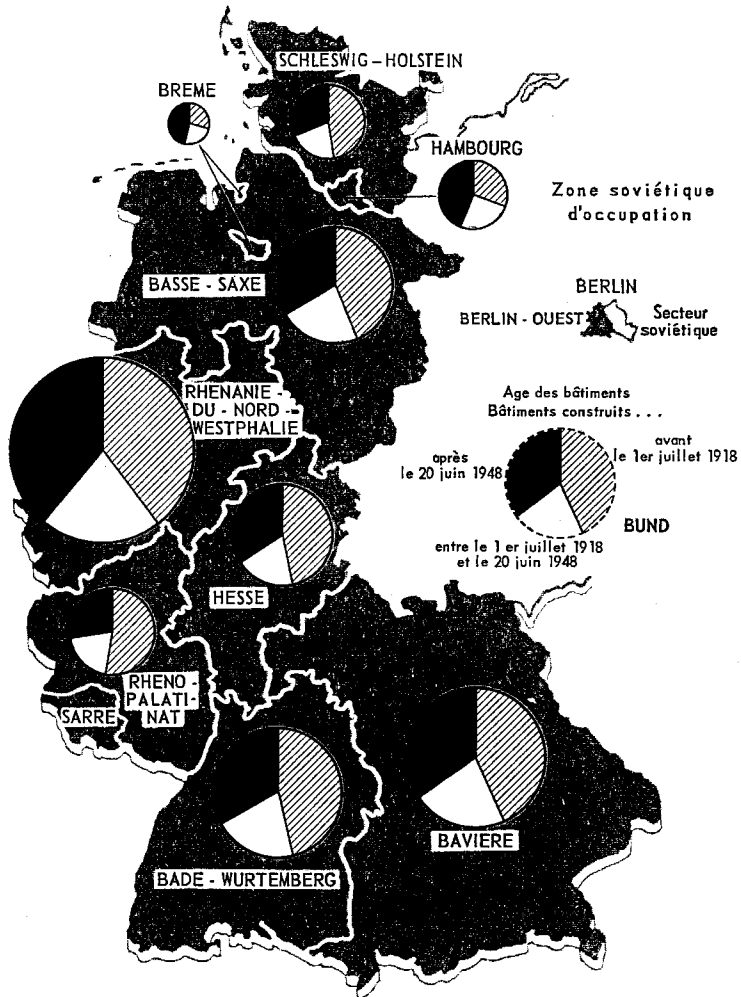 SCHLESWIG - HOLSTEIN
BREME
HAMBOURG
Zone soviétique
d'occupation
BASSE - SAXE
BERLIN
BERLIN - OUEST
Secteur
soviétique
RHENANIE -
DU - NORD -
WESTPHALIE
Age des bâtiments
Bâtiments construits . . .
après
le 20 juin 1948
avant
le 1er juillet 1918
BUND
entre le 1 er juillet 1918
et le 20 juin 1948
HESSE
RHENO -
PALATI-
NAT
SARRE
BAVIERE
BADE - WURTEMBERG